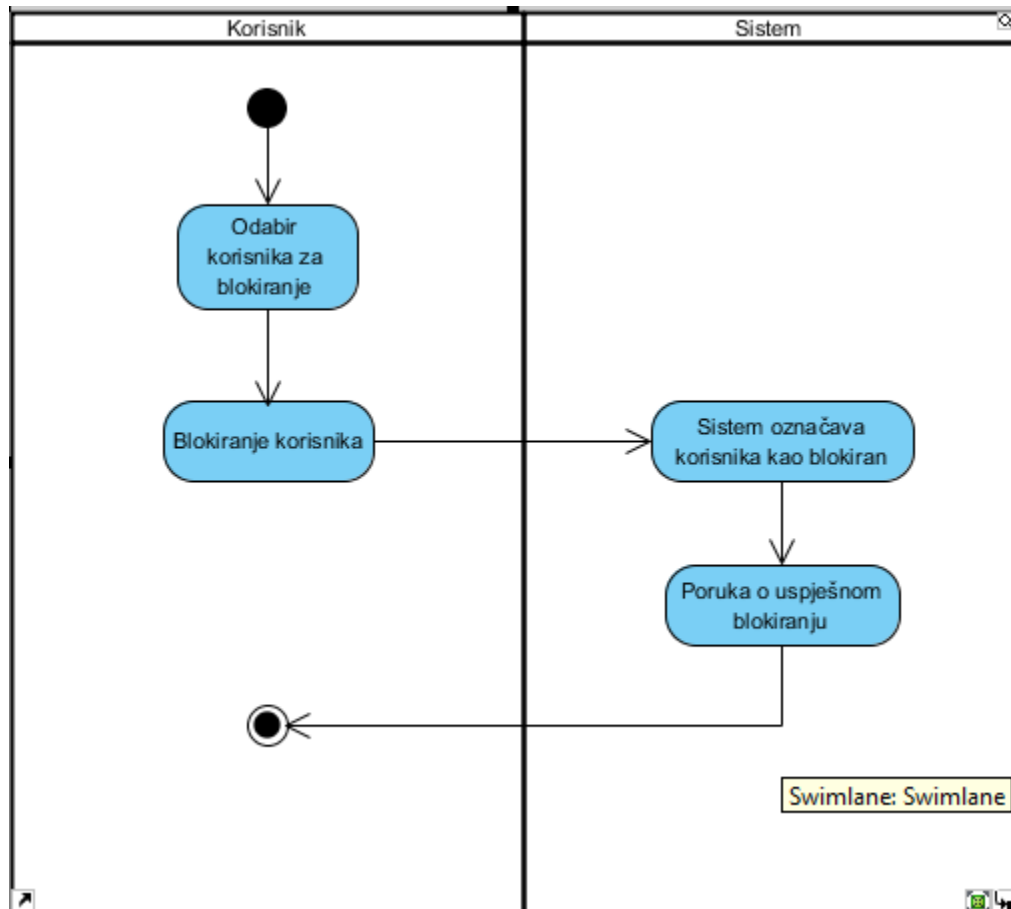 Korisnik
Sistem
Odabir
korisnika za
blokiranje
Blokiranje korisnika
Sistem označava
korisnika kao blokiran
Poruka o uspješnom
blokiranju
Swimlane: Swimlane